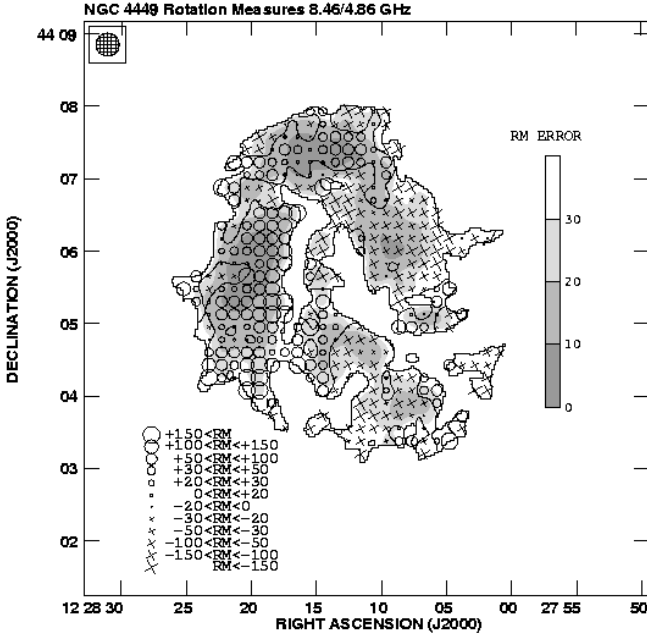 NGC 4449 Rotation Measures 8.46/4.86 GHz
44 09
08
07
06
05
04
03
02
DECLINATION (J2000)
RM ERROR
30
20
10
0
+150<RM
+100<RM<+150
+50<RM<+100
+30<RM<+50
+20<RM<+30
0<RM<+20
-20<RM<0
-30<RM<-20
-50<RM<-30
-100<RM<-50
-150<RM<-100
RM<-150
12 28 30 25 20 15 10 05 00 27 55 50
RIGHT ASCENSION (J2000)